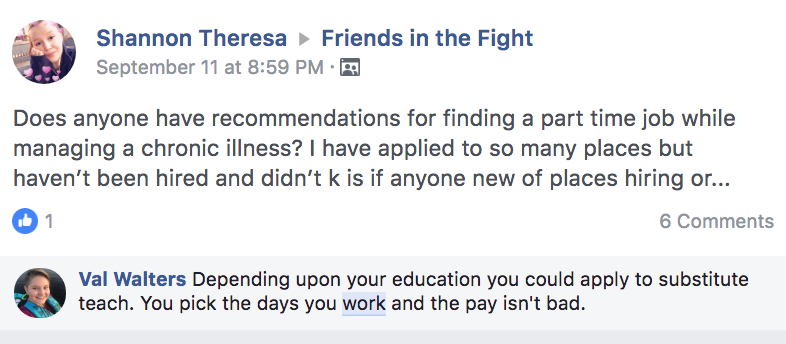 Shannon Theresa ▸ Friends in the Fight
September 11 at 8:59 PM ·
Does anyone have recommendations for finding a part time job while
managing a chronic illness? I have applied to so many places but
haven’t been hired and didn’t k is if anyone new of places hiring or...
1
6 Comments
Val Walters Depending upon your education you could apply to substitute
teach. You pick the days you work and the pay isn't bad.